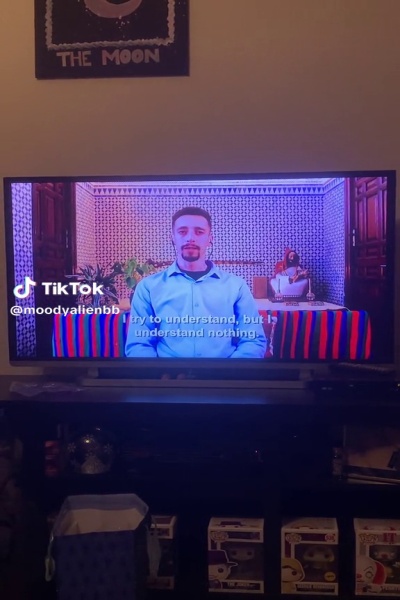 THE MOON
TikTok
@moodyalienbb
I try to understand, but I
understand nothing.